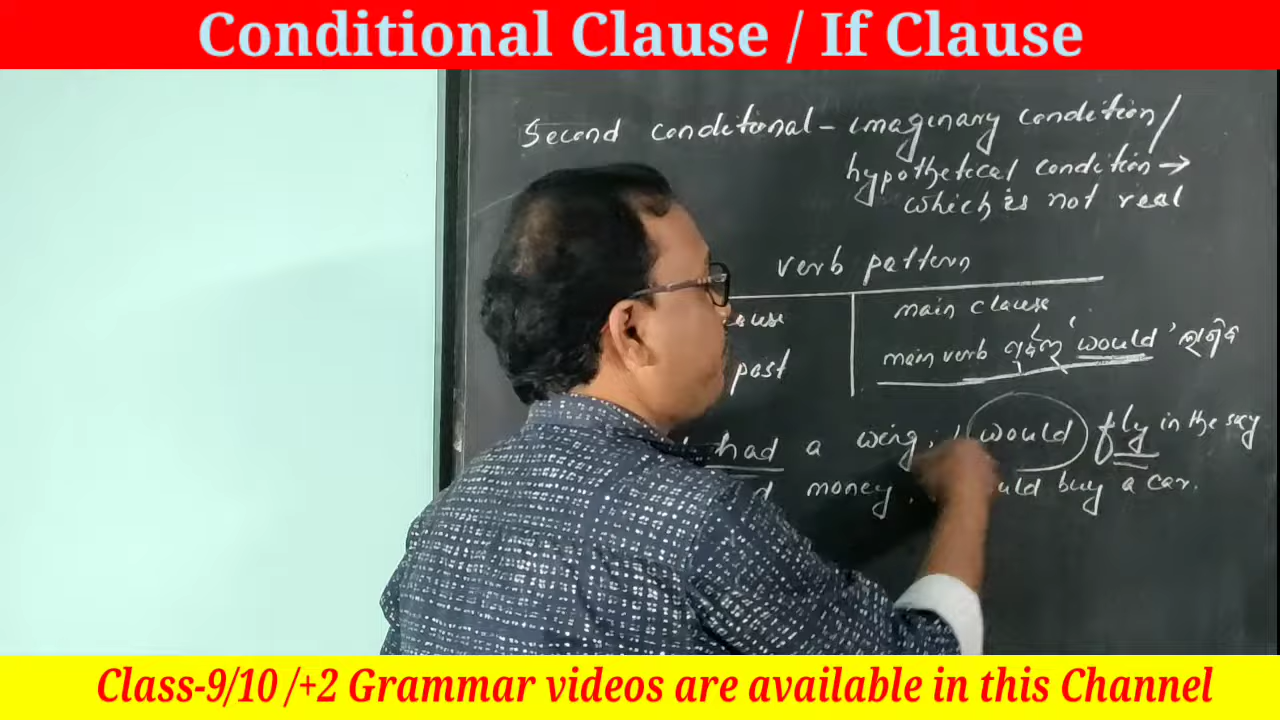 Conditional Clause / If Clause
Second conditional - imaginary condition/
hypothetical condition →
which is not real
verb pattern
main clause
past main verb ପୂର୍ବରୁ 'would'
had a wing, I would fly in the sky
money, would buy a car.
Class-9/10 /+2 Grammar videos are available in this Channel